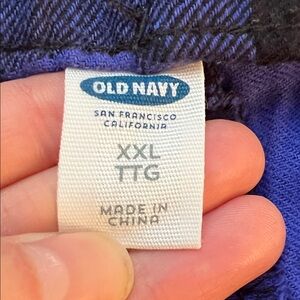 OLD NAVY
SAN FRANCISCO
CALIFORNIA
XXL
TTG
MADE IN
CHINA